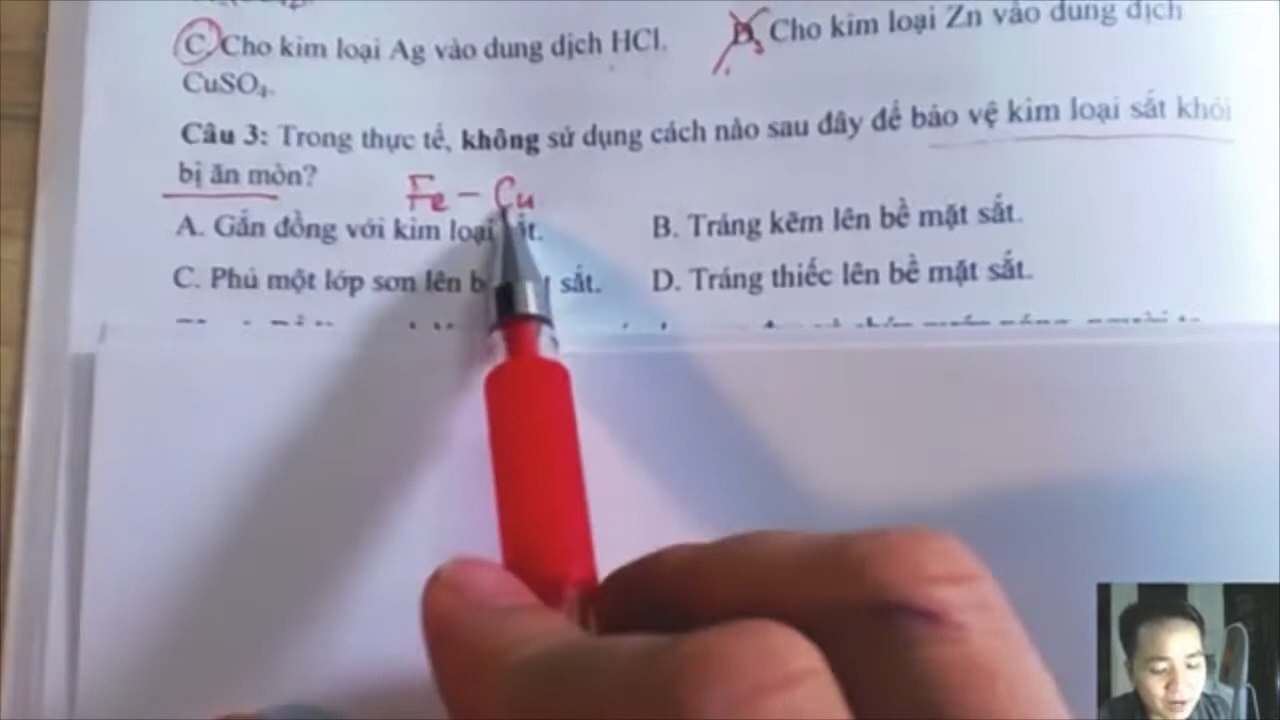 C. Cho kim loại Ag vào dung dịch HCl. D. Cho kim loại Zn vào dung dịch
CuSO₄.
Câu 3: Trong thực tế, không sử dụng cách nào sau đây để bảo vệ kim loại sắt khỏi
bị ăn mòn?
Fe - Cu
A. Gắn đồng với kim loại sắt. B. Tráng kẽm lên bề mặt sắt.
C. Phủ một lớp sơn lên sắt. D. Tráng thiếc lên bề mặt sắt.